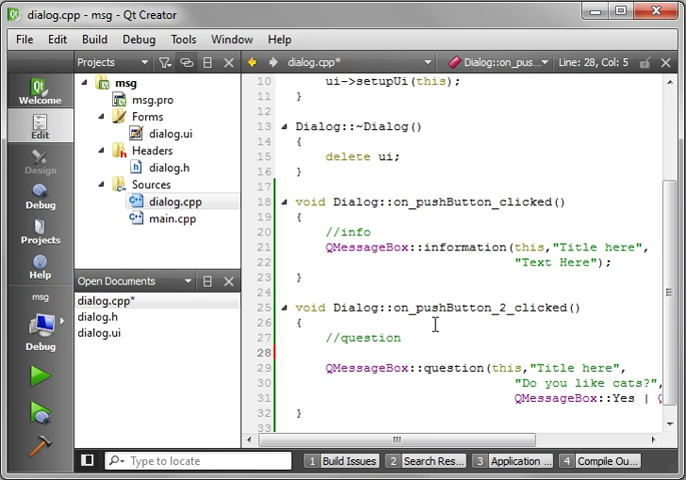 dialog.cpp - msg - Qt Creator
File Edit Build Debug Tools Window Help
Projects
dialog.cpp*
Dialog::on_pus...
Line: 28, Col: 5
Qt
Welcome
Edit
Design
Debug
Projects
Help
msg
Debug
msg
msg.pro
Forms
dialog.ui
Headers
dialog.h
Sources
dialog.cpp
main.cpp
Open Documents
dialog.cpp*
dialog.h
dialog.ui
10 ui->setupUi(this);
11 }
12
13 Dialog::~Dialog()
14 {
15 delete ui;
16 }
17
18 void Dialog::on_pushButton_clicked()
19 {
20 //info
21 QMessageBox::information(this,"Title here",
22 "Text Here");
23 }
24
25 void Dialog::on_pushButton_2_clicked()
26 {
27 //question
28
29 QMessageBox::question(this,"Title here",
30 "Do you like cats?",
31 QMessageBox::Yes |
32 }
33
Type to locate
1 Build Issues
2 Search Res...
3 Application ...
4 Compile Ou...